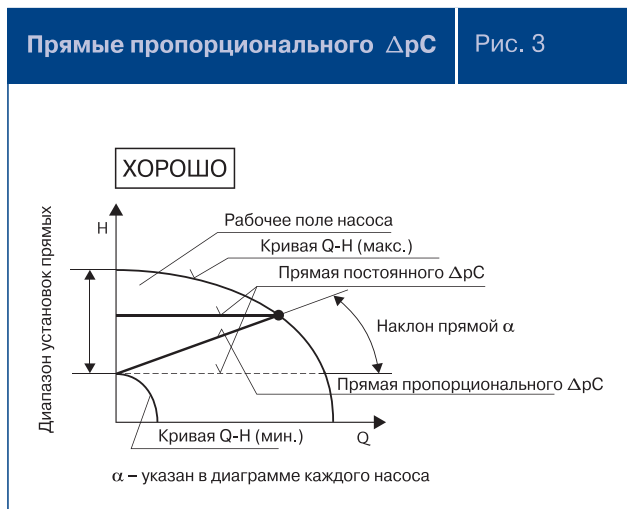 Прямые пропорционального ΔpC
Рис. 3
ХОРОШО
H
Рабочее поле насоса
Кривая Q-H (макс.)
Прямая постоянного ΔpC
Диапазон установок прямых
Наклон прямой α
Прямая пропорционального ΔpC
Кривая Q-H (мин.)
Q
α – указан в диаграмме каждого насоса